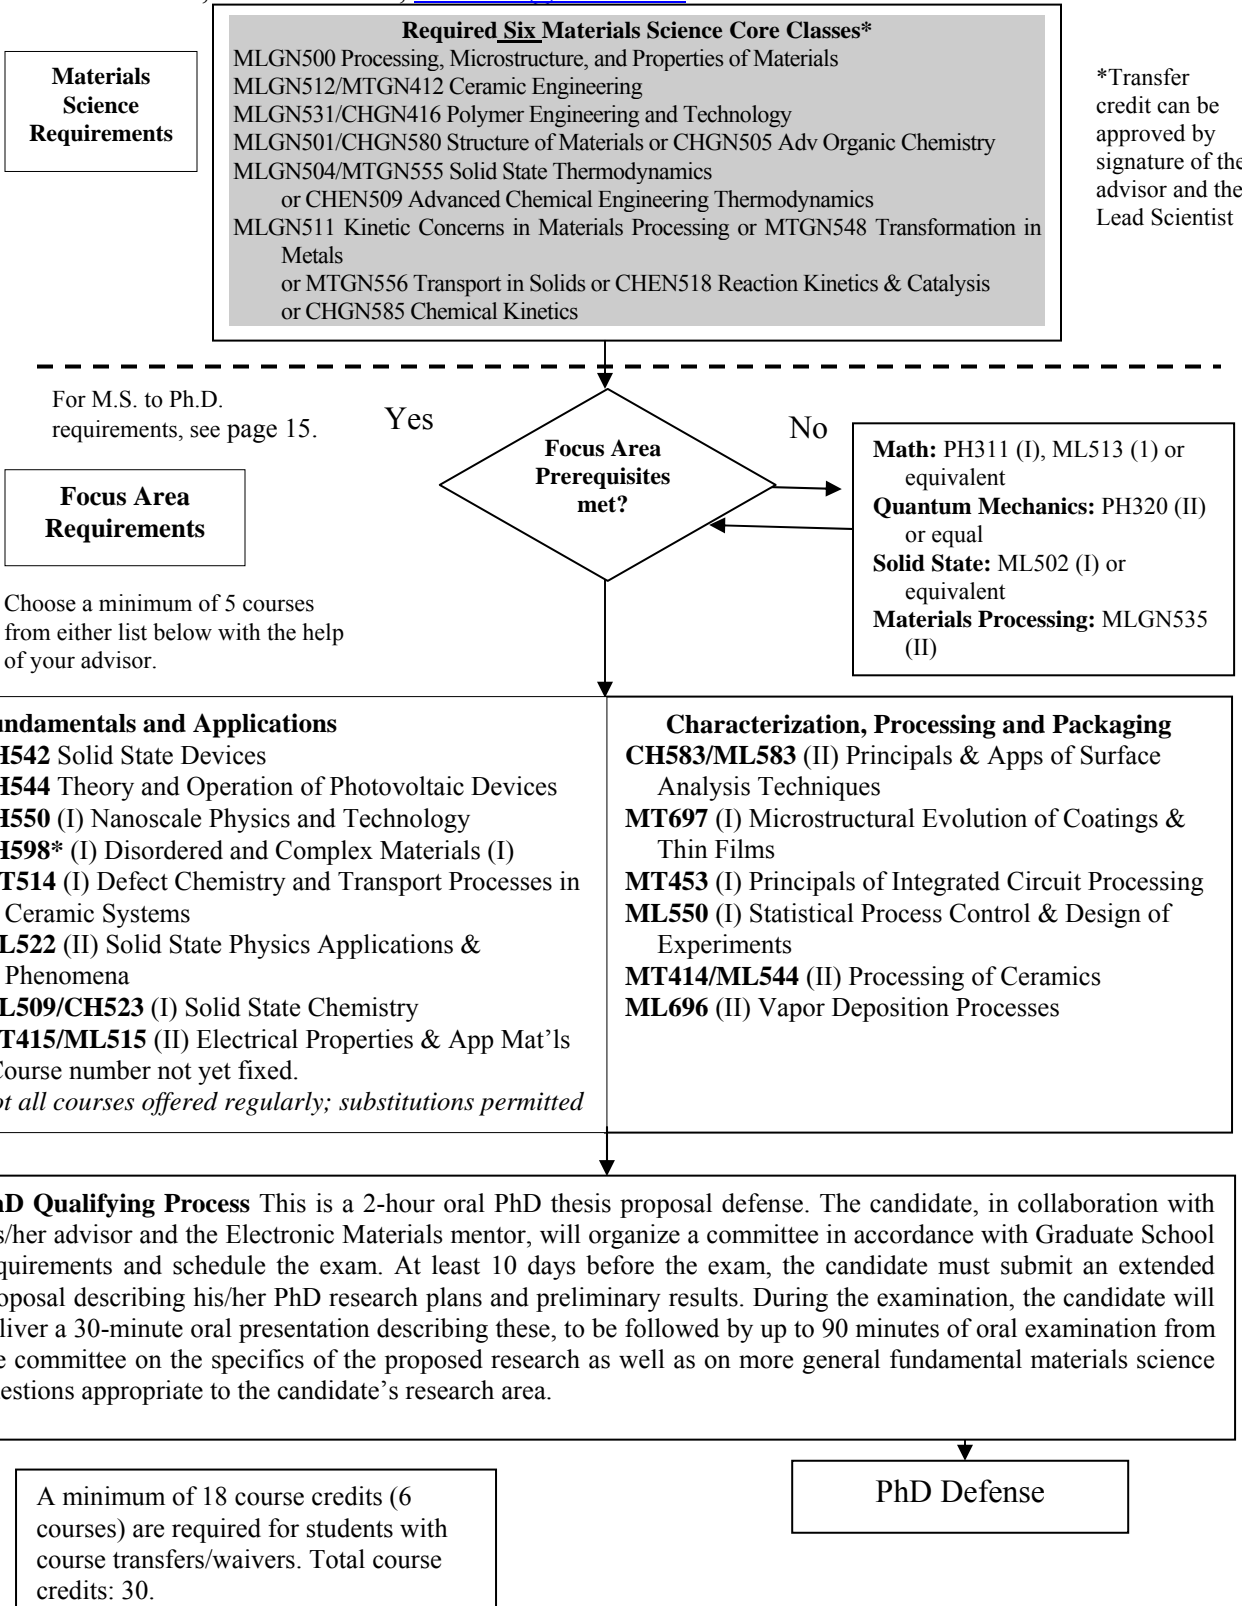 Required Six Materials Science Core Classes*
MLGN500 Processing, Microstructure, and Properties of Materials
MLGN512/MTGN412 Ceramic Engineering
MLGN531/CHGN416 Polymer Engineering and Technology
MLGN501/CHGN580 Structure of Materials or CHGN505 Adv Organic Chemistry
MLGN504/MTGN555 Solid State Thermodynamics
or CHEN509 Advanced Chemical Engineering Thermodynamics
MLGN511 Kinetic Concerns in Materials Processing or MTGN548 Transformation in
Metals
or MTGN556 Transport in Solids or CHEN518 Reaction Kinetics & Catalysis
or CHGN585 Chemical Kinetics
Materials
Science
Requirements
*Transfer
credit can be
approved by
signature of the
advisor and the
Lead Scientist
For M.S. to Ph.D.
requirements, see page 15.
Yes
Focus Area
Prerequisites
met?
No
Math: PH311 (I), ML513 (1) or
equivalent
Quantum Mechanics: PH320 (II)
or equal
Solid State: ML502 (I) or
equivalent
Materials Processing: MLGN535
(II)
Focus Area
Requirements
Choose a minimum of 5 courses
from either list below with the help
of your advisor.
undamentals and Applications
H542 Solid State Devices
H544 Theory and Operation of Photovoltaic Devices
H550 (I) Nanoscale Physics and Technology
H598* (I) Disordered and Complex Materials (I)
T514 (I) Defect Chemistry and Transport Processes in
Ceramic Systems
L522 (II) Solid State Physics Applications &
Phenomena
L509/CH523 (I) Solid State Chemistry
T415/ML515 (II) Electrical Properties & App Mat’ls
Course number not yet fixed.
ot all courses offered regularly; substitutions permitted
Characterization, Processing and Packaging
CH583/ML583 (II) Principals & Apps of Surface
Analysis Techniques
MT697 (I) Microstructural Evolution of Coatings &
Thin Films
MT453 (I) Principals of Integrated Circuit Processing
ML550 (I) Statistical Process Control & Design of
Experiments
MT414/ML544 (II) Processing of Ceramics
ML696 (II) Vapor Deposition Processes
hD Qualifying Process This is a 2-hour oral PhD thesis proposal defense. The candidate, in collaboration with
s/her advisor and the Electronic Materials mentor, will organize a committee in accordance with Graduate School
quirements and schedule the exam. At least 10 days before the exam, the candidate must submit an extended
oposal describing his/her PhD research plans and preliminary results. During the examination, the candidate will
liver a 30-minute oral presentation describing these, to be followed by up to 90 minutes of oral examination from
e committee on the specifics of the proposed research as well as on more general fundamental materials science
estions appropriate to the candidate’s research area.
A minimum of 18 course credits (6
courses) are required for students with
course transfers/waivers. Total course
credits: 30.
PhD Defense